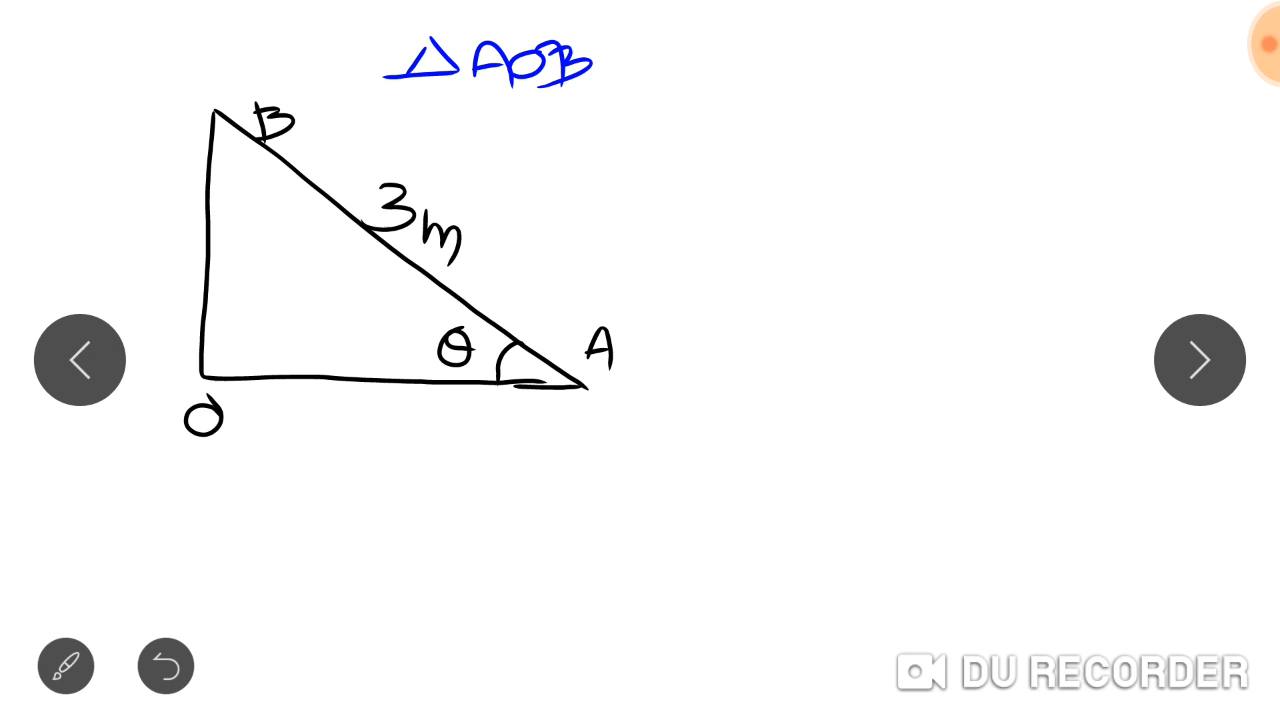 △AOB
B
3m
θ
A
O
DU RECORDER